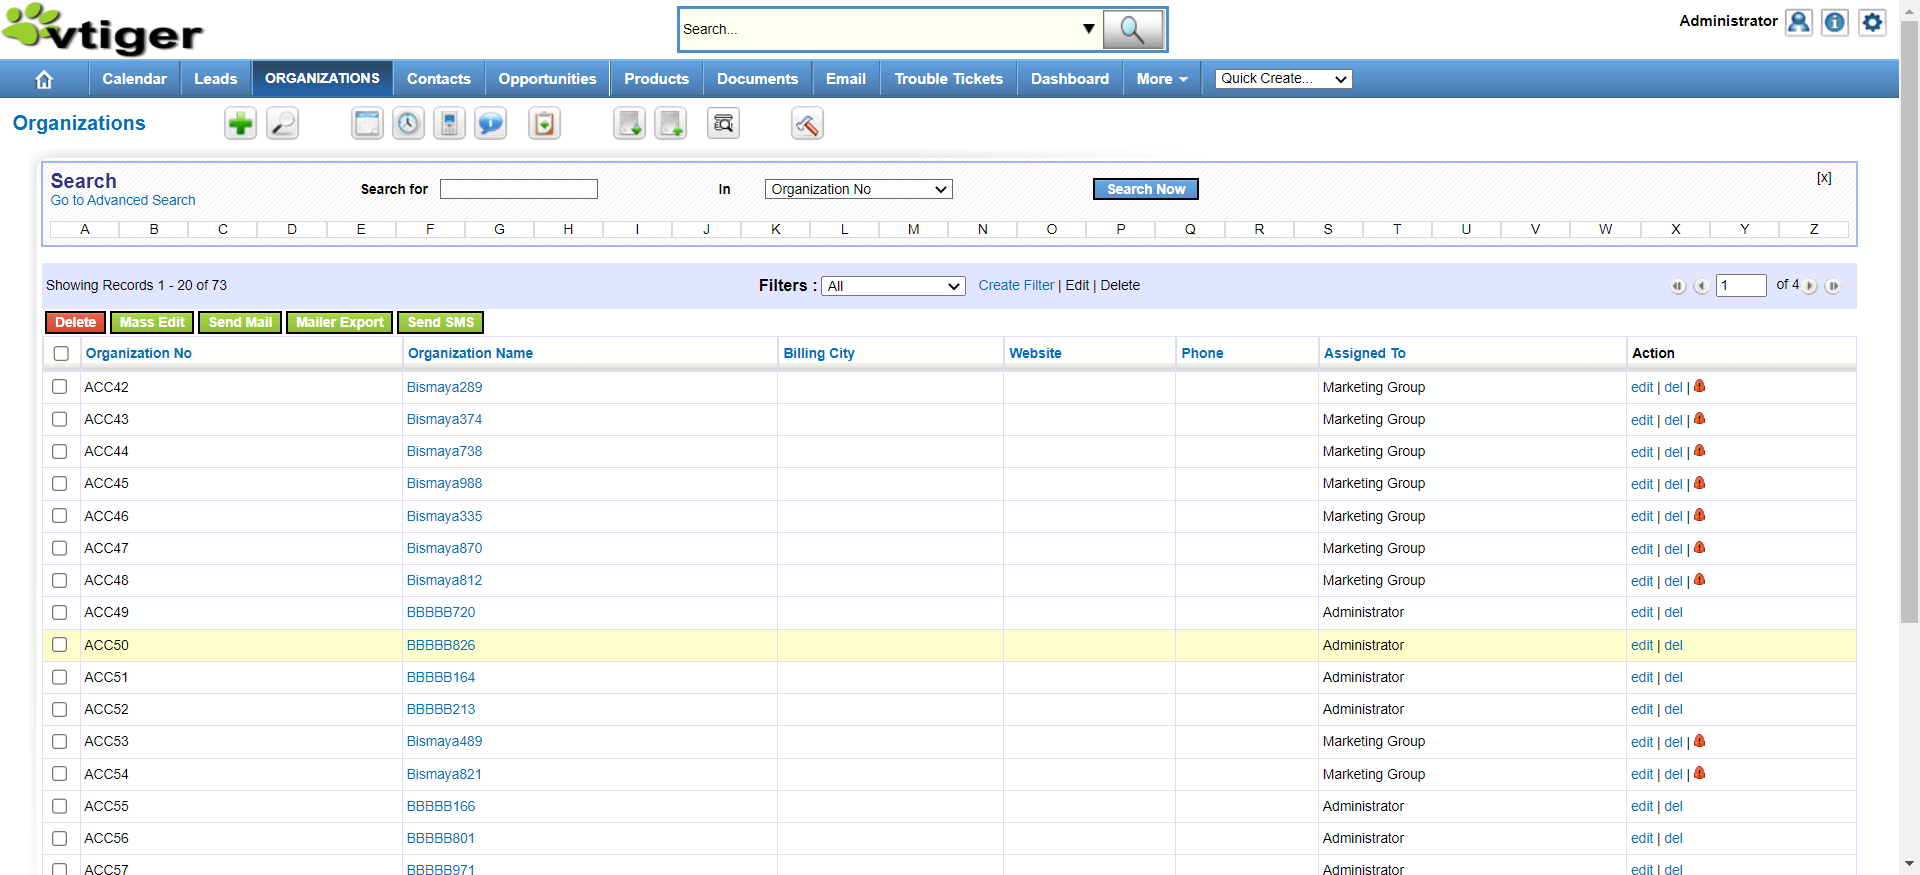 vtiger
Search...
Administrator
Calendar Leads ORGANIZATIONS Contacts Opportunities Products Documents Email Trouble Tickets Dashboard More Quick Create...
Organizations
Search
Go to Advanced Search
Search for In Organization No Search Now [x]
A B C D E F G H I J K L M N O P Q R S T U V W X Y Z
Showing Records 1 - 20 of 73 Filters : All Create Filter | Edit | Delete 1 of 4
Delete Mass Edit Send Mail Mailer Export Send SMS
Organization No Organization Name Billing City Website Phone Assigned To Action
ACC42 Bismaya289 Marketing Group edit | del |
ACC43 Bismaya374 Marketing Group edit | del |
ACC44 Bismaya738 Marketing Group edit | del |
ACC45 Bismaya988 Marketing Group edit | del |
ACC46 Bismaya335 Marketing Group edit | del |
ACC47 Bismaya870 Marketing Group edit | del |
ACC48 Bismaya812 Marketing Group edit | del |
ACC49 BBBBB720 Administrator edit | del
ACC50 BBBBB826 Administrator edit | del
ACC51 BBBBB164 Administrator edit | del
ACC52 BBBBB213 Administrator edit | del
ACC53 Bismaya489 Marketing Group edit | del |
ACC54 Bismaya821 Marketing Group edit | del |
ACC55 BBBBB166 Administrator edit | del
ACC56 BBBBB801 Administrator edit | del
ACC57 BBBBB971 Administrator edit | del